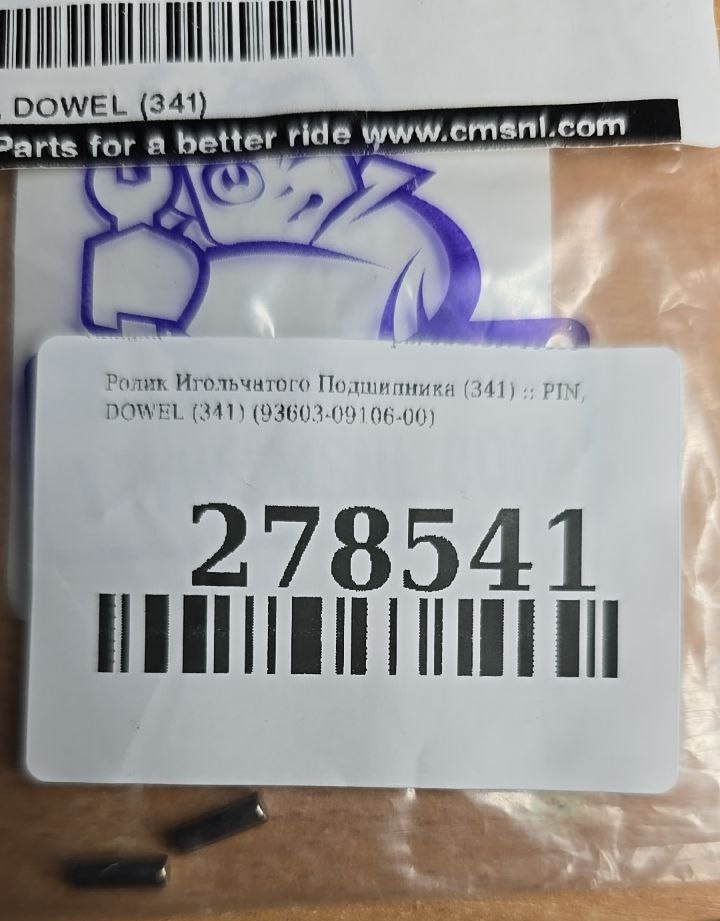 , DOWEL (341)
Parts for a better ride www.cmsnl.com
Ролик Игольчатого Подшипника (341) :: PIN,
DOWEL (341) (93603-09106-00)
278541